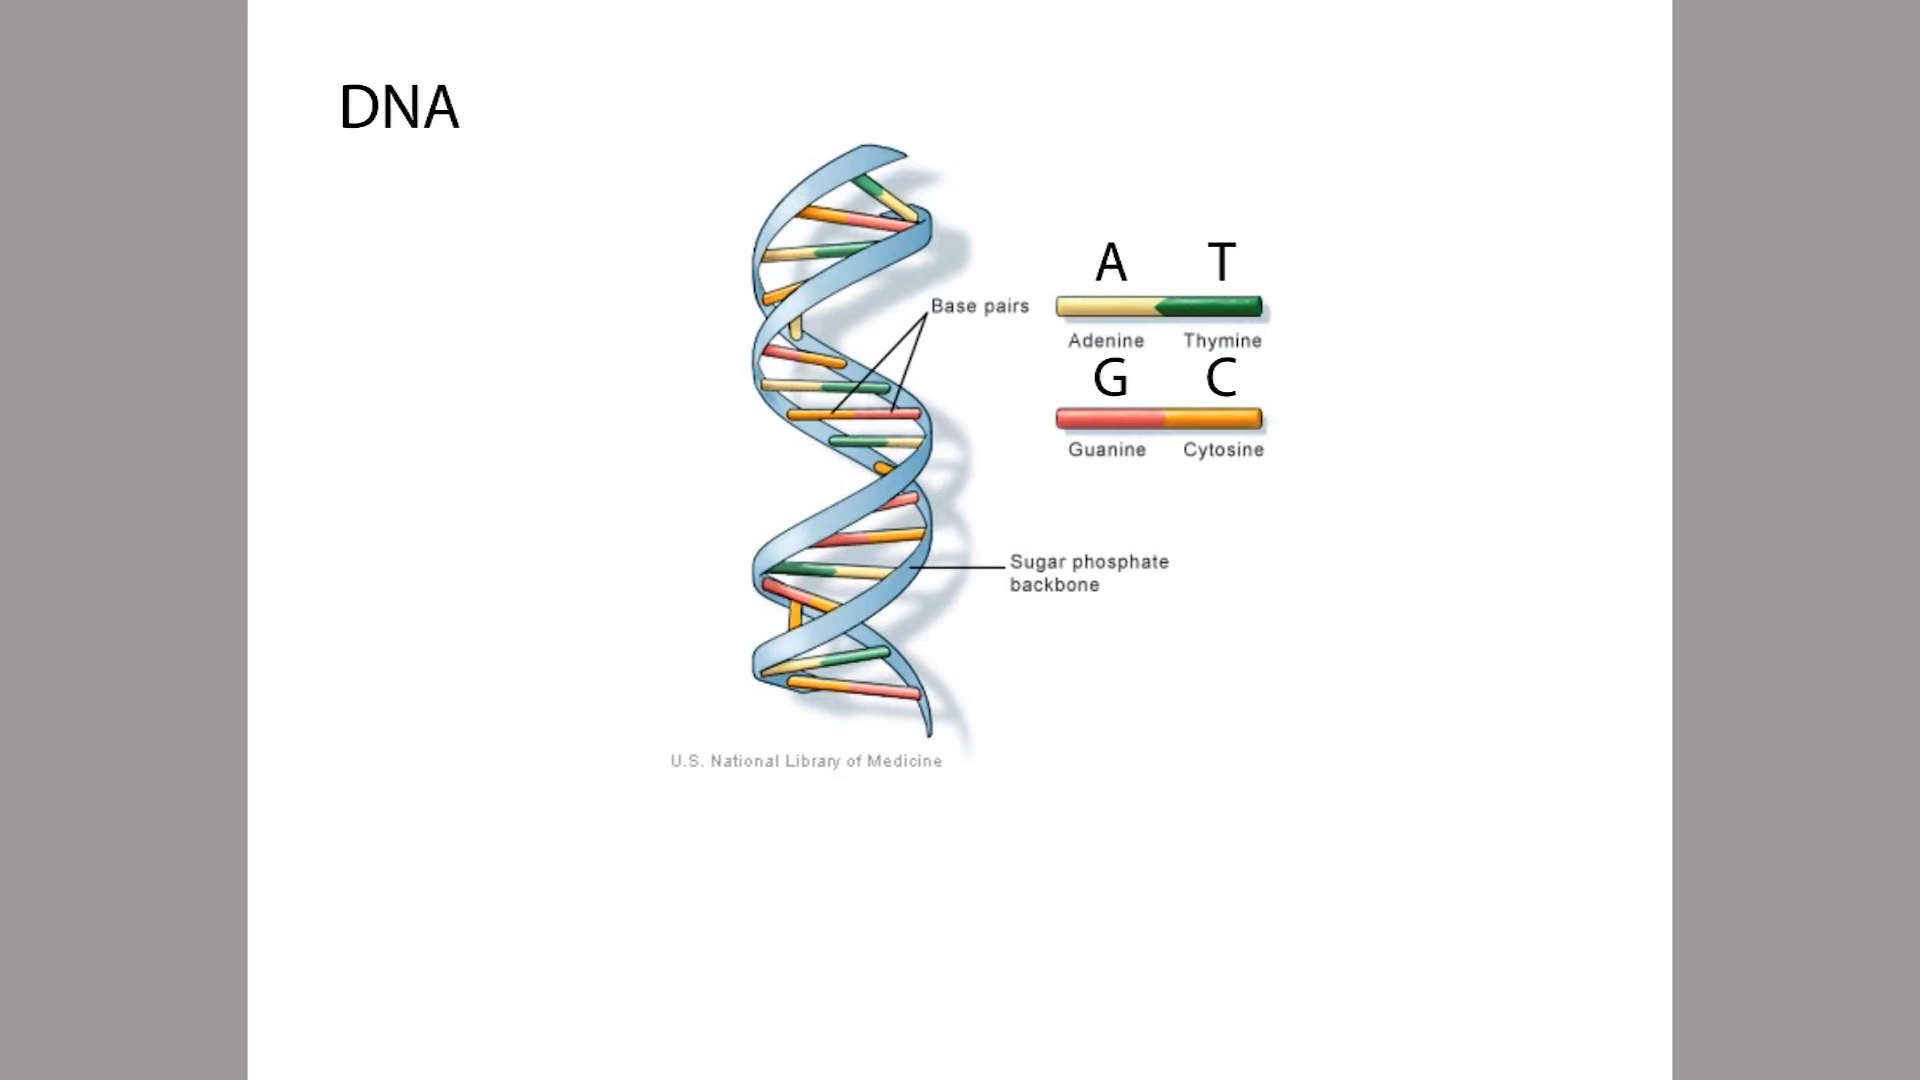 DNA
A T
Base pairs
Adenine Thymine
G C
Guanine Cytosine
Sugar phosphate
backbone
U.S. National Library of Medicine